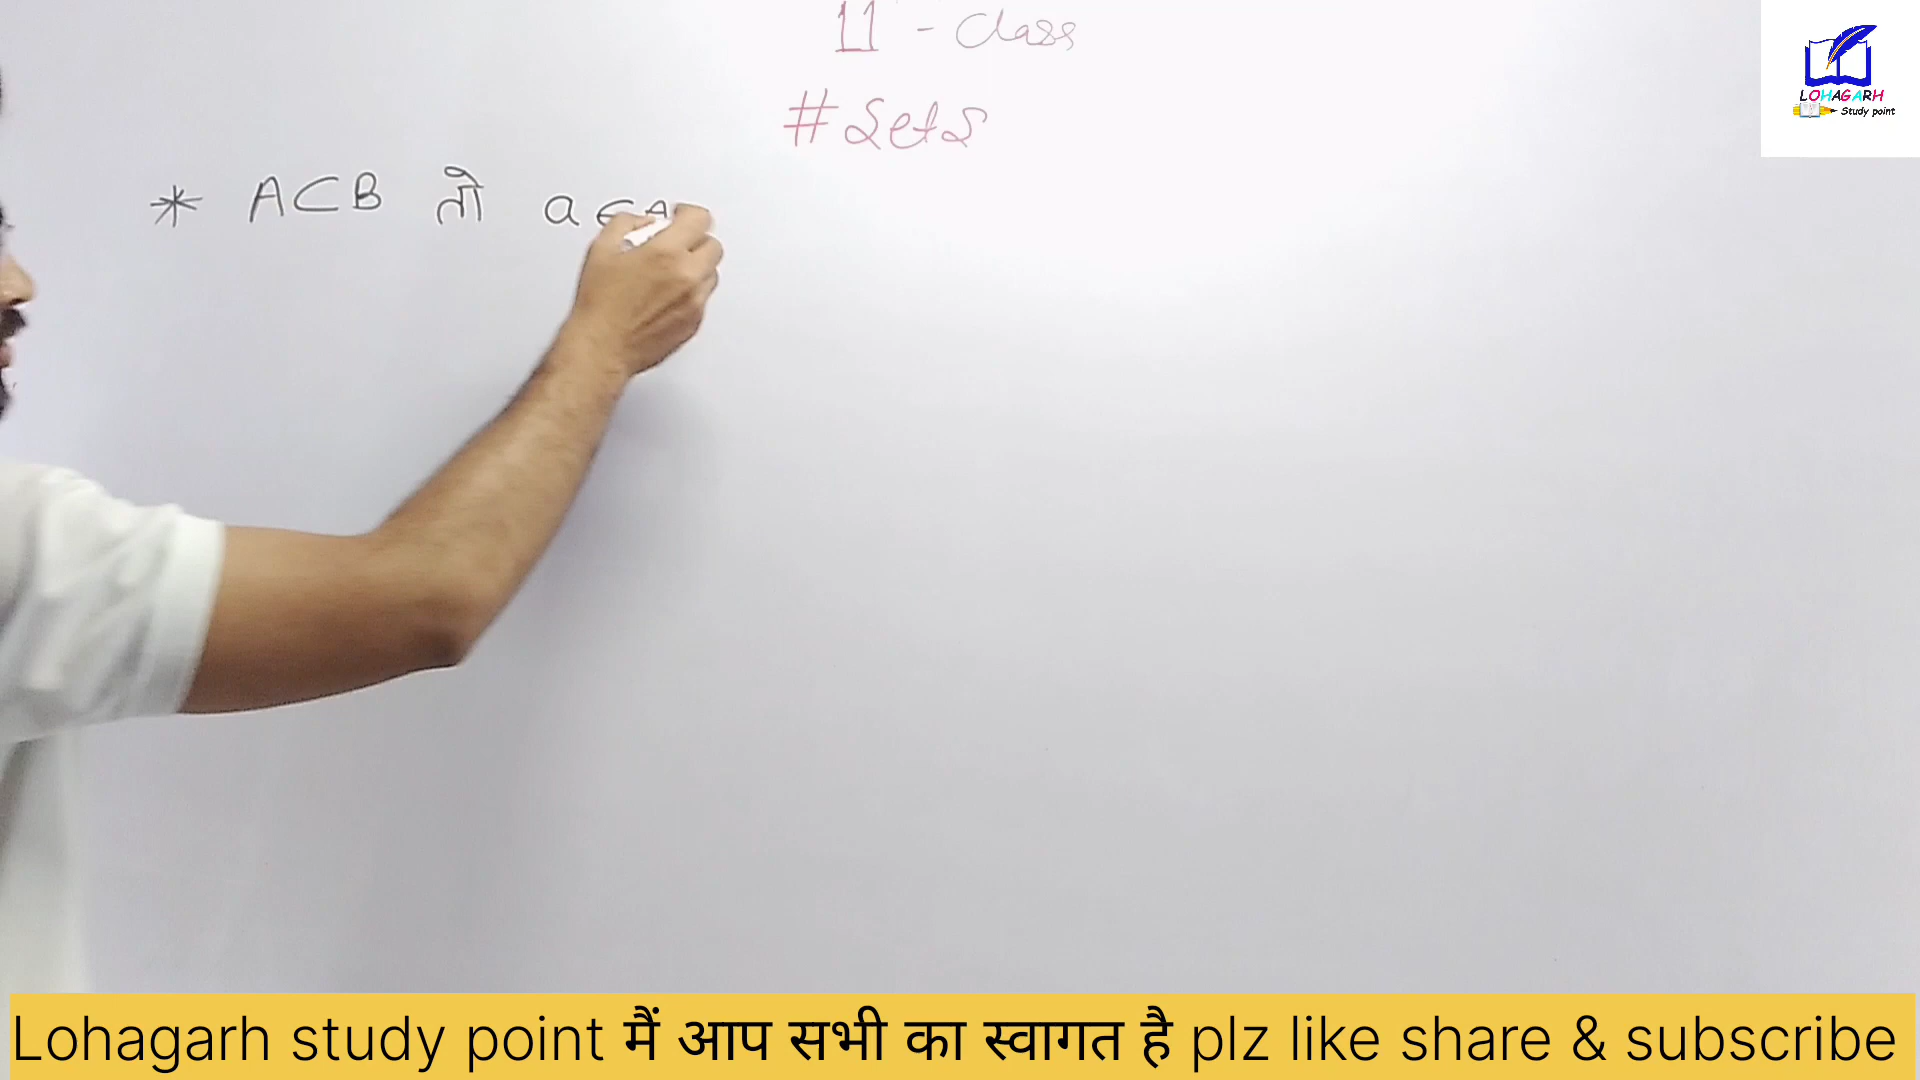 11 - Class
# Sets
* A⊂B तो a ∈ A
LOHAGARH
Study point
Lohagarh study point मैं आप सभी का स्वागत है plz like share & subscribe